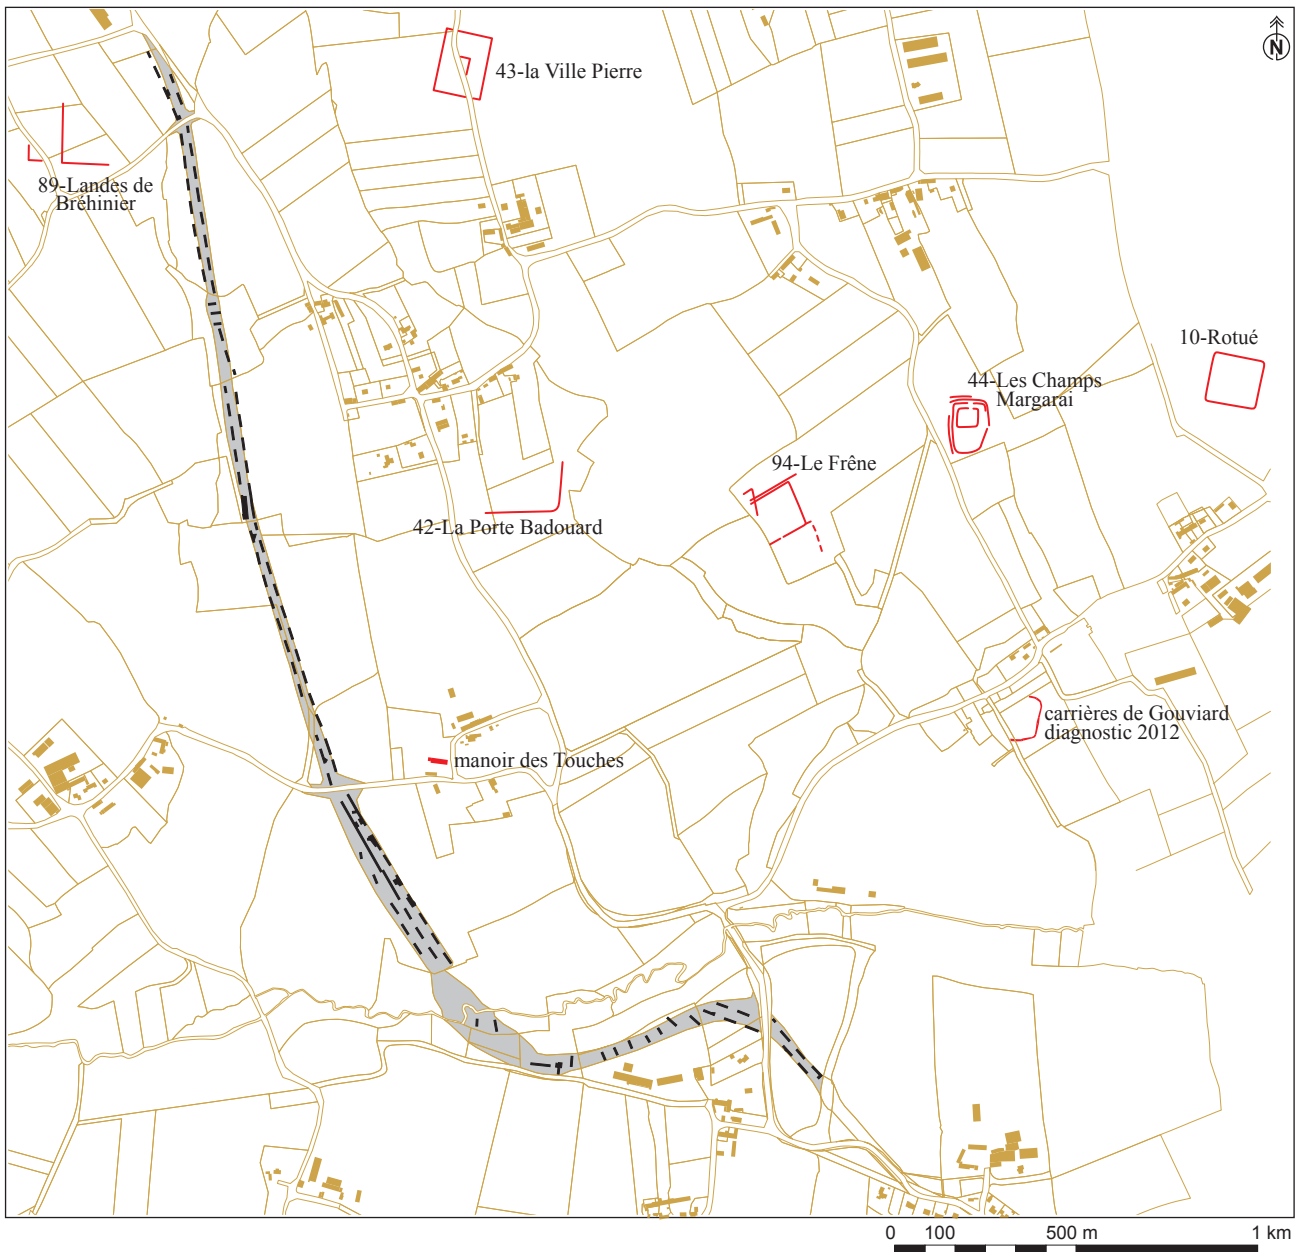 N
43-la Ville Pierre
89-Landes de
Bréhinier
10-Rotué
44-Les Champs
Margarai
94-Le Frêne
42-La Porte Badouard
carrières de Gouviard
diagnostic 2012
manoir des Touches
0 100 500 m 1 km